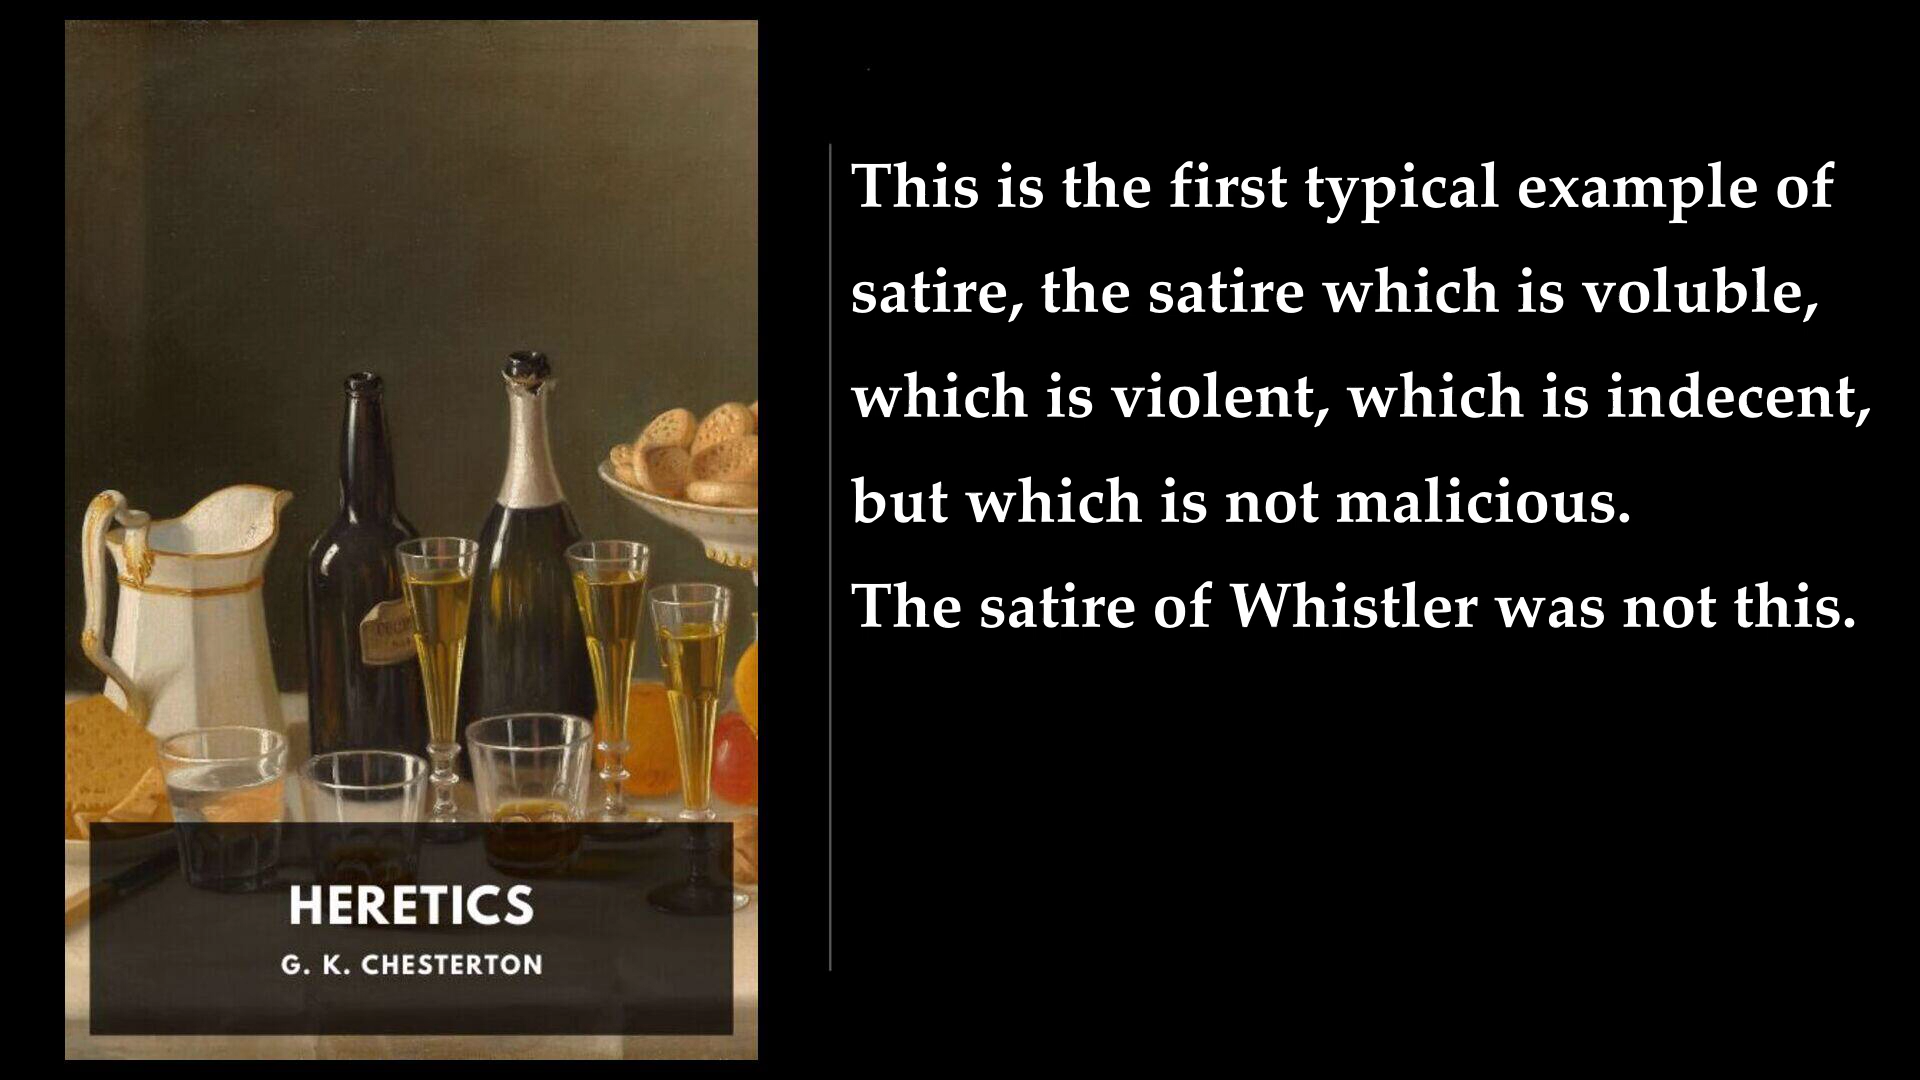 This is the first typical example of
satire, the satire which is voluble,
which is violent, which is indecent,
but which is not malicious.
The satire of Whistler was not this.
HERETICS
G. K. CHESTERTON